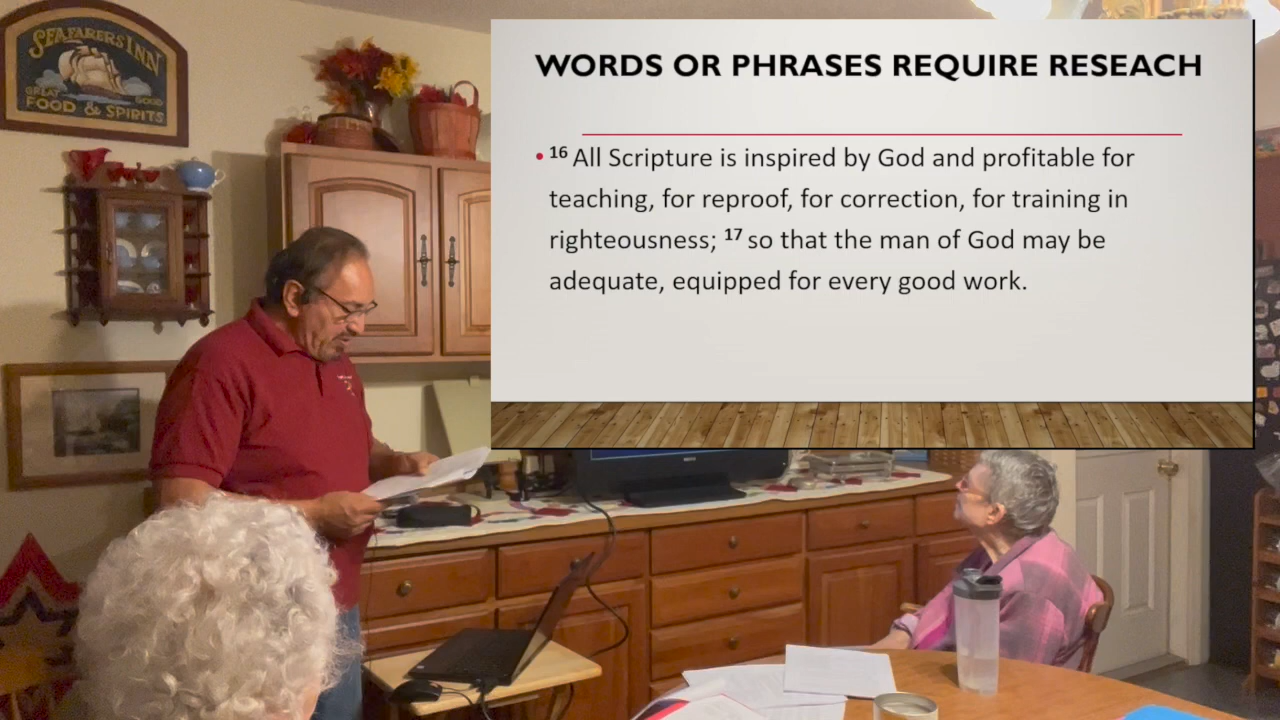 SEAFARERS INN
GREAT GOOD
FOOD & SPIRITS
WORDS OR PHRASES REQUIRE RESEACH
• 16 All Scripture is inspired by God and profitable for
teaching, for reproof, for correction, for training in
righteousness; 17 so that the man of God may be
adequate, equipped for every good work.